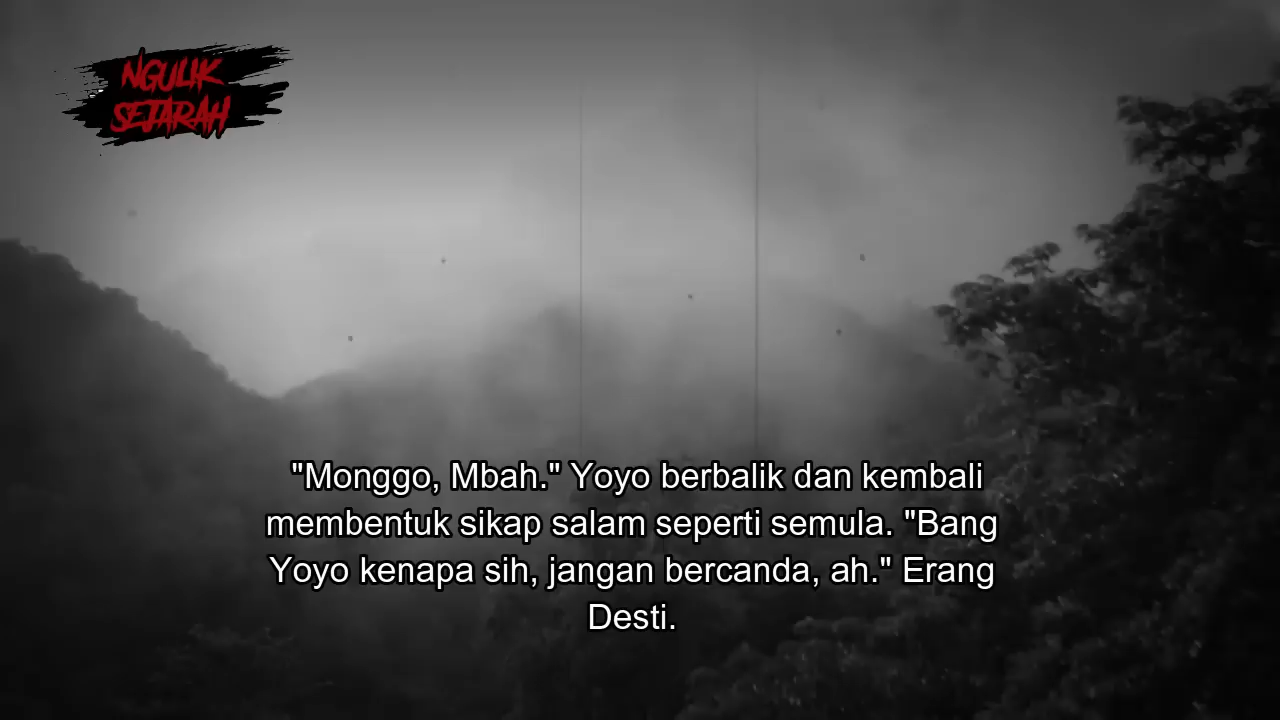 NGULIK
SEJARAH
"Monggo, Mbah." Yoyo berbalik dan kembali
membentuk sikap salam seperti semula. "Bang
Yoyo kenapa sih, jangan bercanda, ah." Erang
Desti.